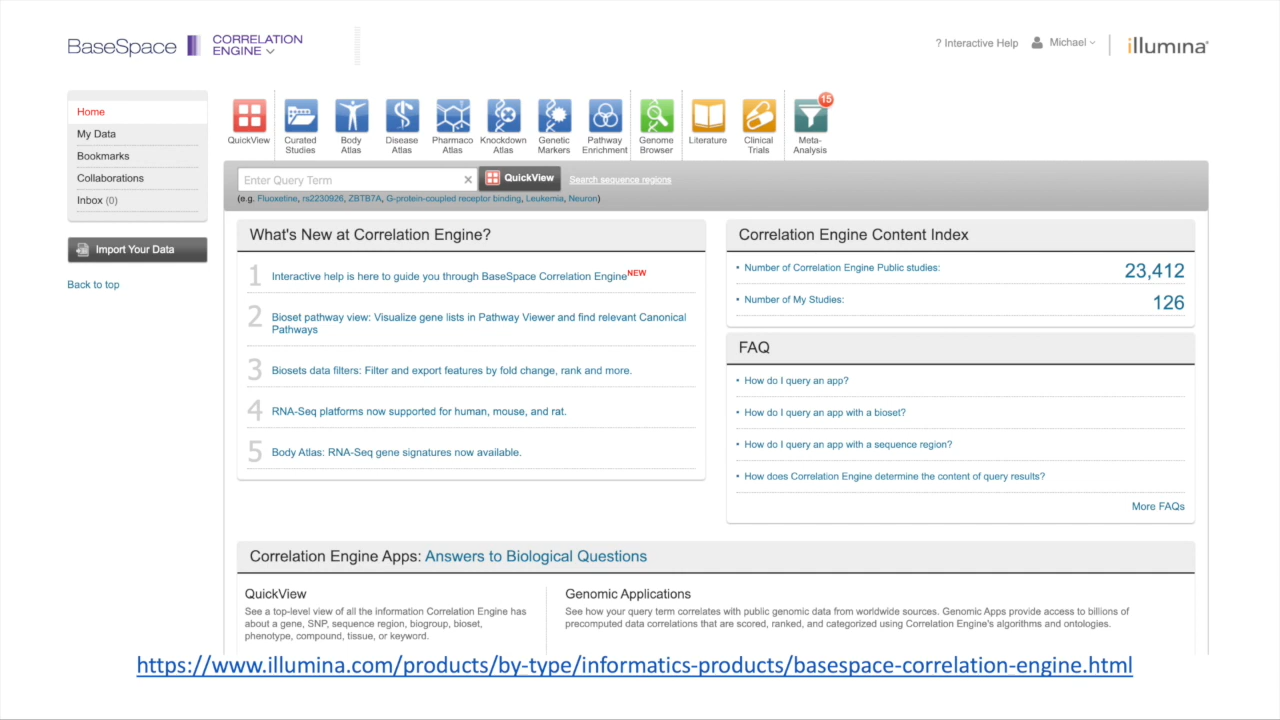 BaseSpace
CORRELATION
ENGINE
? Interactive Help
Michael
illumina®
Home
My Data
Bookmarks
Collaborations
Inbox (0)
Import Your Data
Back to top
QuickView
Curated
Studies
Body
Atlas
Disease
Atlas
Pharmaco
Atlas
Knockdown
Atlas
Genetic
Markers
Pathway
Enrichment
Genome
Browser
Literature
Clinical
Trials
15
Meta-
Analysis
Enter Query Term
QuickView
Search sequence regions
(e.g. Fluoxetine, rs2230926, ZBTB7A, G-protein-coupled receptor binding, Leukemia, Neuron)
What's New at Correlation Engine?
1 Interactive help is here to guide you through BaseSpace Correlation Engine NEW
2 Bioset pathway view: Visualize gene lists in Pathway Viewer and find relevant Canonical
Pathways
3 Biosets data filters: Filter and export features by fold change, rank and more.
4 RNA-Seq platforms now supported for human, mouse, and rat.
5 Body Atlas: RNA-Seq gene signatures now available.
Correlation Engine Content Index
• Number of Correlation Engine Public studies: 23,412
• Number of My Studies: 126
FAQ
• How do I query an app?
• How do I query an app with a bioset?
• How do I query an app with a sequence region?
• How does Correlation Engine determine the content of query results?
More FAQs
Correlation Engine Apps: Answers to Biological Questions
QuickView
See a top-level view of all the information Correlation Engine has
about a gene, SNP, sequence region, biogroup, bioset,
phenotype, compound, tissue, or keyword.
Genomic Applications
See how your query term correlates with public genomic data from worldwide sources. Genomic Apps provide access to billions of
precomputed data correlations that are scored, ranked, and categorized using Correlation Engine's algorithms and ontologies.
https://www.illumina.com/products/by-type/informatics-products/basespace-correlation-engine.html